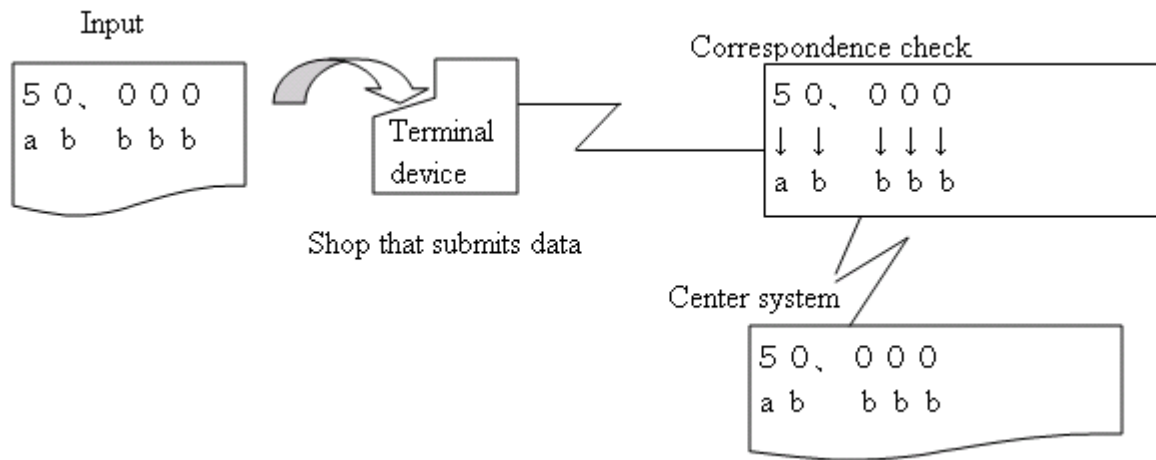 Input
５０、０００
a b b b b
Terminal
device
Shop that submits data
Correspondence check
５０、０００
↓ ↓ ↓ ↓ ↓
a b b b b
Center system
５０、０００
a b b b b